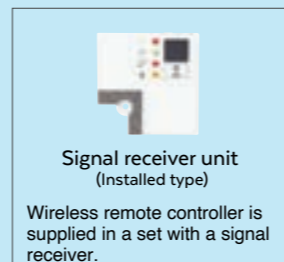 Signal receiver unit
(Installed type)
Wireless remote controller is
supplied in a set with a signal
receiver.